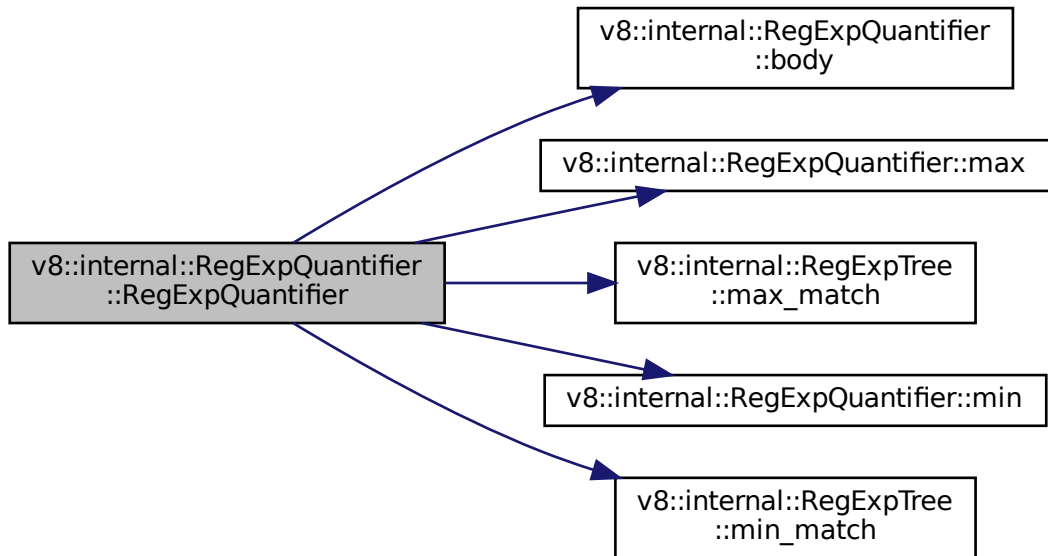 v8::internal::RegExpQuantifier
::body
v8::internal::RegExpQuantifier::max
v8::internal::RegExpQuantifier
::RegExpQuantifier
v8::internal::RegExpTree
::max_match
v8::internal::RegExpQuantifier::min
v8::internal::RegExpTree
::min_match